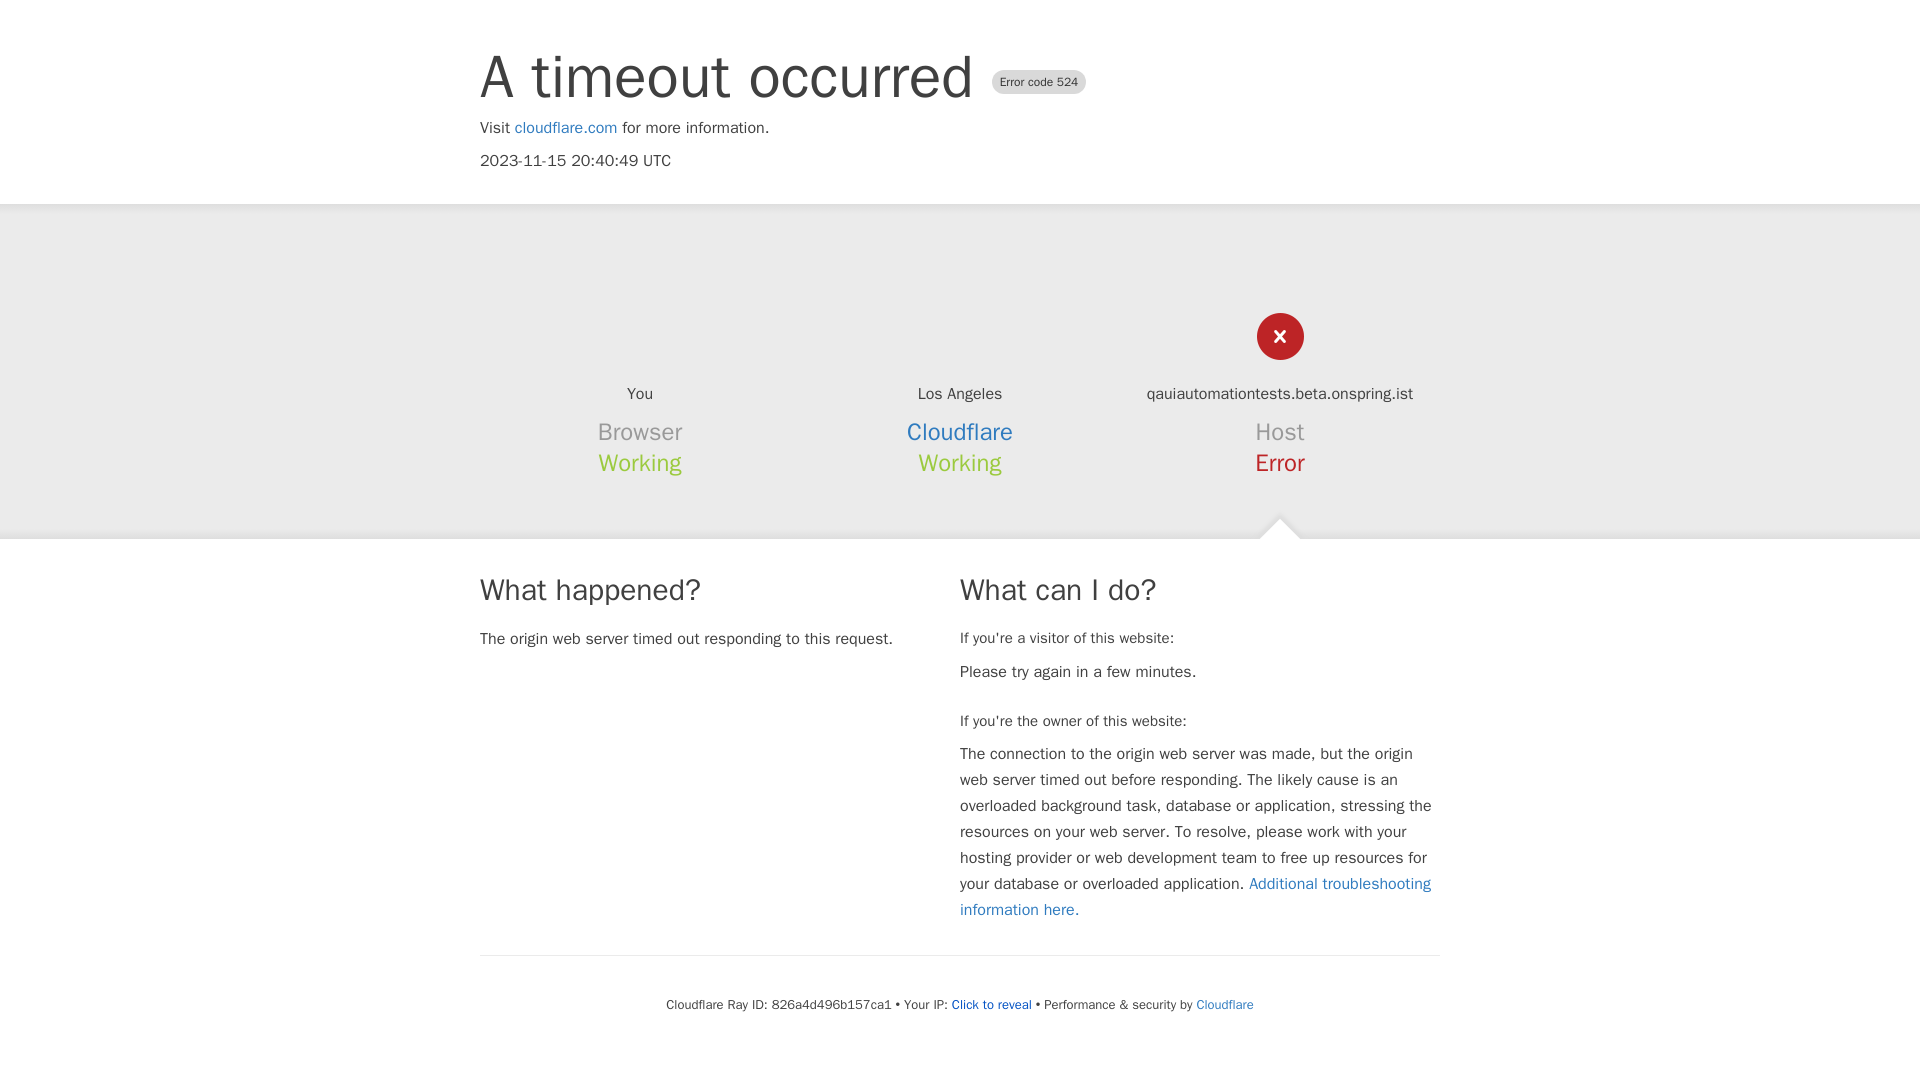 A timeout occurred Error code 524
Visit cloudflare.com for more information.
2023-11-15 20:40:49 UTC
You
Browser
Working
Los Angeles
Cloudflare
Working
qauiautomationtests.beta.onspring.ist
Host
Error
What happened?
The origin web server timed out responding to this request.
What can I do?
If you're a visitor of this website:
Please try again in a few minutes.
If you're the owner of this website:
The connection to the origin web server was made, but the origin
web server timed out before responding. The likely cause is an
overloaded background task, database or application, stressing the
resources on your web server. To resolve, please work with your
hosting provider or web development team to free up resources for
your database or overloaded application. Additional troubleshooting
information here.
Cloudflare Ray ID: 826a4d496b157ca1 • Your IP: Click to reveal • Performance & security by Cloudflare